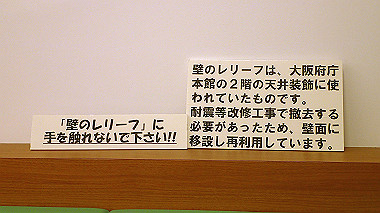 「壁のレリーフ」に
手を触れないで下さい!!
壁のレリーフは、大阪府庁
本館の2階の天井装飾に使
われていたものです。
耐震等改修工事で撤去する
必要があったため、壁面に
移設し再利用しています。